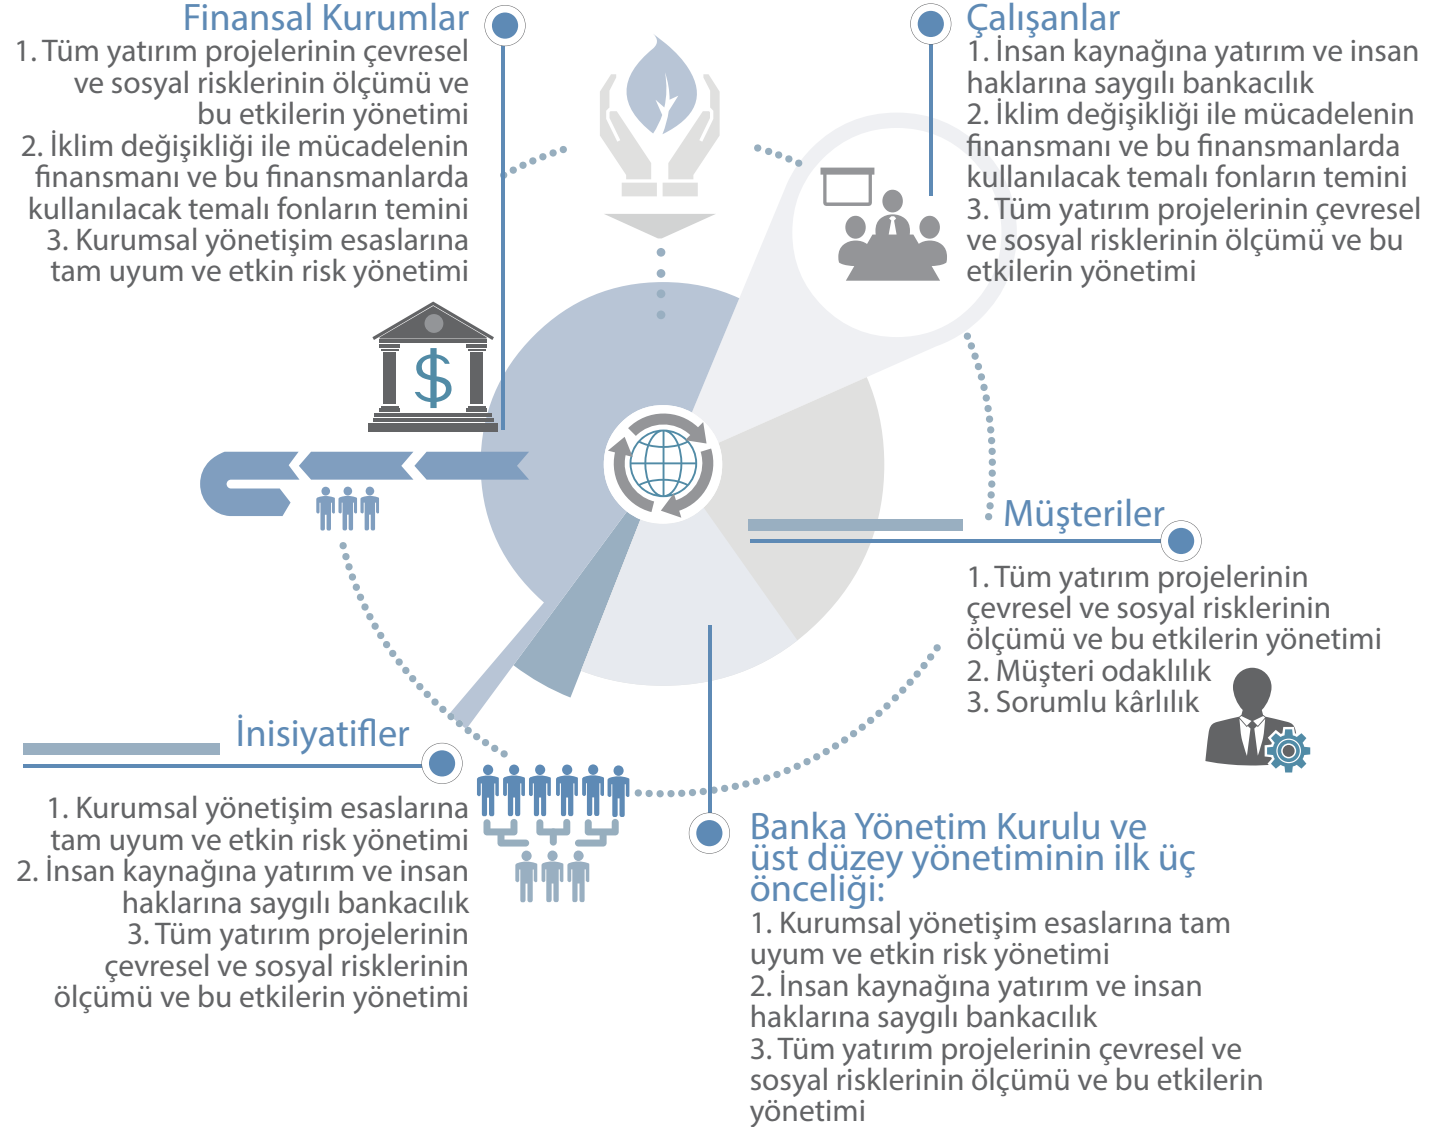 Finansal Kurumlar
1. Tüm yatırım projelerinin çevresel
ve sosyal risklerinin ölçümü ve
bu etkilerin yönetimi
2. İklim değişikliği ile mücadelenin
finansmanı ve bu finansmanlarda
kullanılacak temalı fonların temini
3. Kurumsal yönetişim esaslarına
tam uyum ve etkin risk yönetimi
$
Çalışanlar
1. İnsan kaynağına yatırım ve insan
haklarına saygılı bankacılık
2. İklim değişikliği ile mücadelenin
finansmanı ve bu finansmanlarda
kullanılacak temalı fonların temini
3. Tüm yatırım projelerinin çevresel
ve sosyal risklerinin ölçümü ve bu
etkilerin yönetimi
Müşteriler
1. Tüm yatırım projelerinin
çevresel ve sosyal risklerinin
ölçümü ve bu etkilerin yönetimi
2. Müşteri odaklılık
3. Sorumlu kârlılık
İnisiyatifler
1. Kurumsal yönetişim esaslarına
tam uyum ve etkin risk yönetimi
2. İnsan kaynağına yatırım ve insan
haklarına saygılı bankacılık
3. Tüm yatırım projelerinin
çevresel ve sosyal risklerinin
ölçümü ve bu etkilerin yönetimi
Banka Yönetim Kurulu ve
üst düzey yönetiminin ilk üç
önceliği:
1. Kurumsal yönetişim esaslarına tam
uyum ve etkin risk yönetimi
2. İnsan kaynağına yatırım ve insan
haklarına saygılı bankacılık
3. Tüm yatırım projelerinin çevresel ve
sosyal risklerinin ölçümü ve bu etkilerin
yönetimi